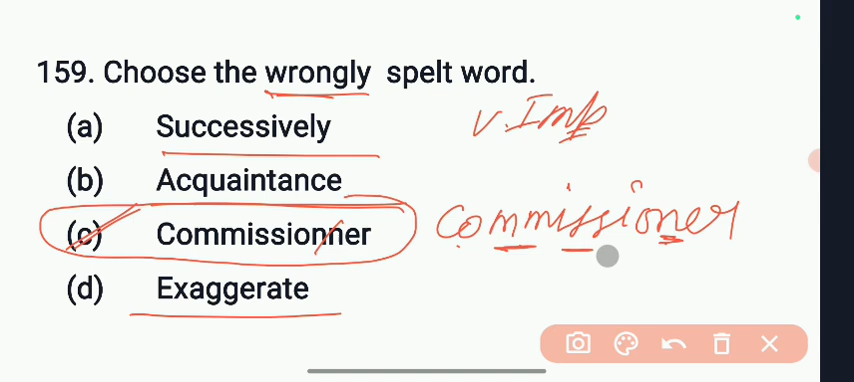 159. Choose the wrongly spelt word.
(a) Successively
V. Imp
(b) Acquaintance
(c) Commissionner
Commissioner
(d) Exaggerate